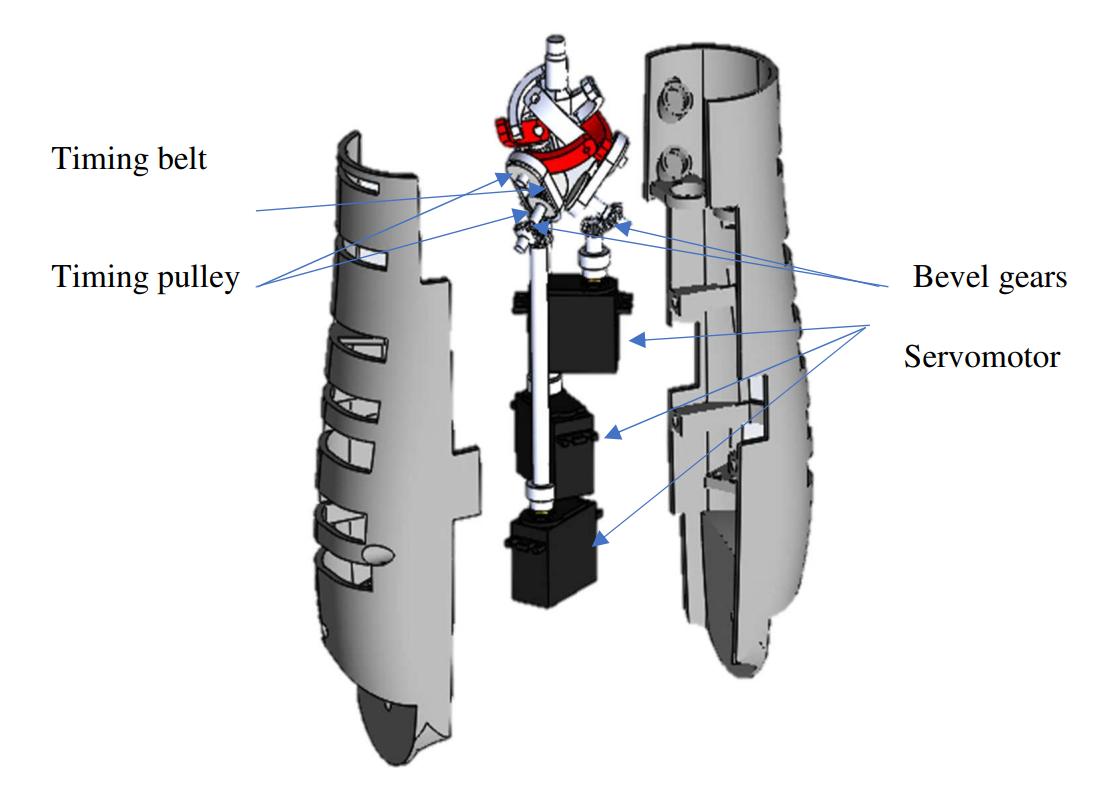 Timing belt
Timing pulley
Bevel gears
Servomotor